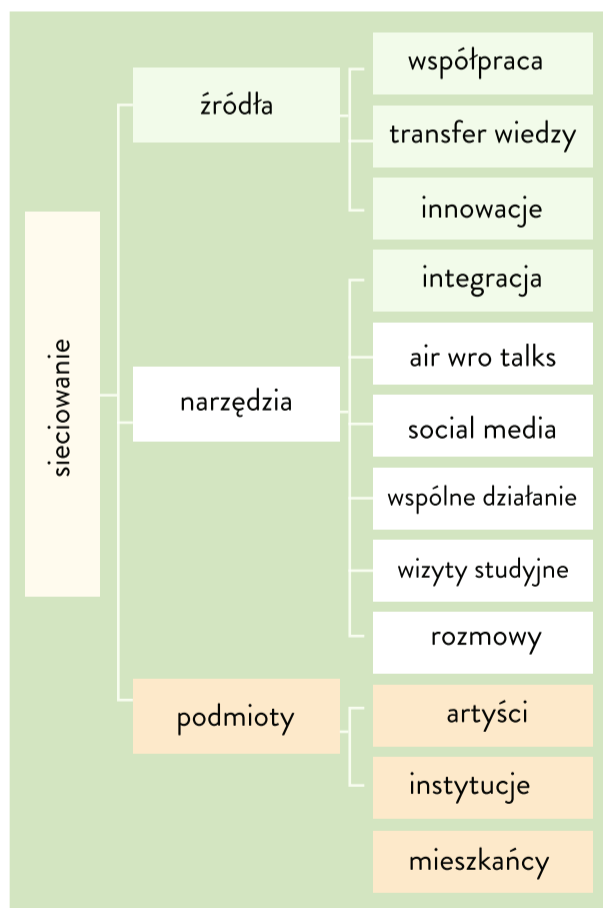 sieciowanie
źródła
współpraca
transfer wiedzy
innowacje
integracja
narzędzia
air wro talks
social media
wspólne działanie
wizyty studyjne
rozmowy
podmioty
artyści
instytucje
mieszkańcy